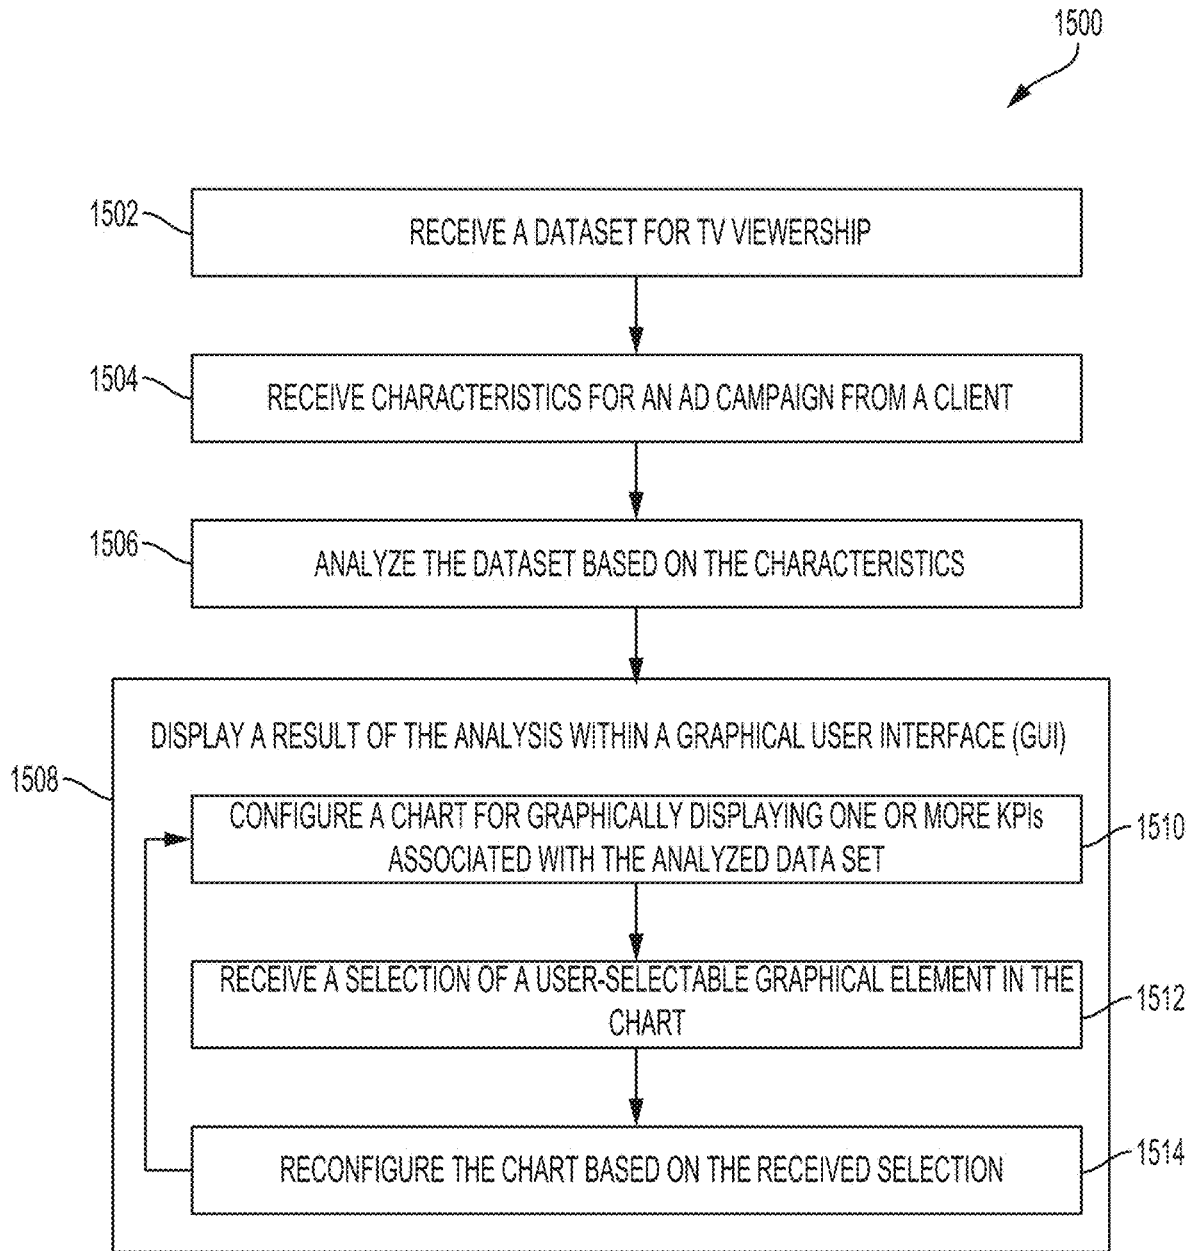 1500
1502
RECEIVE A DATASET FOR TV VIEWERSHIP
1504
RECEIVE CHARACTERISTICS FOR AN AD CAMPAIGN FROM A CLIENT
1506
ANALYZE THE DATASET BASED ON THE CHARACTERISTICS
DISPLAY A RESULT OF THE ANALYSIS WITHIN A GRAPHICAL USER INTERFACE (GUI)
1508
CONFIGURE A CHART FOR GRAPHICALLY DISPLAYING ONE OR MORE KPIs
ASSOCIATED WITH THE ANALYZED DATA SET
1510
RECEIVE A SELECTION OF A USER-SELECTABLE GRAPHICAL ELEMENT IN THE
CHART
1512
RECONFIGURE THE CHART BASED ON THE RECEIVED SELECTION
1514